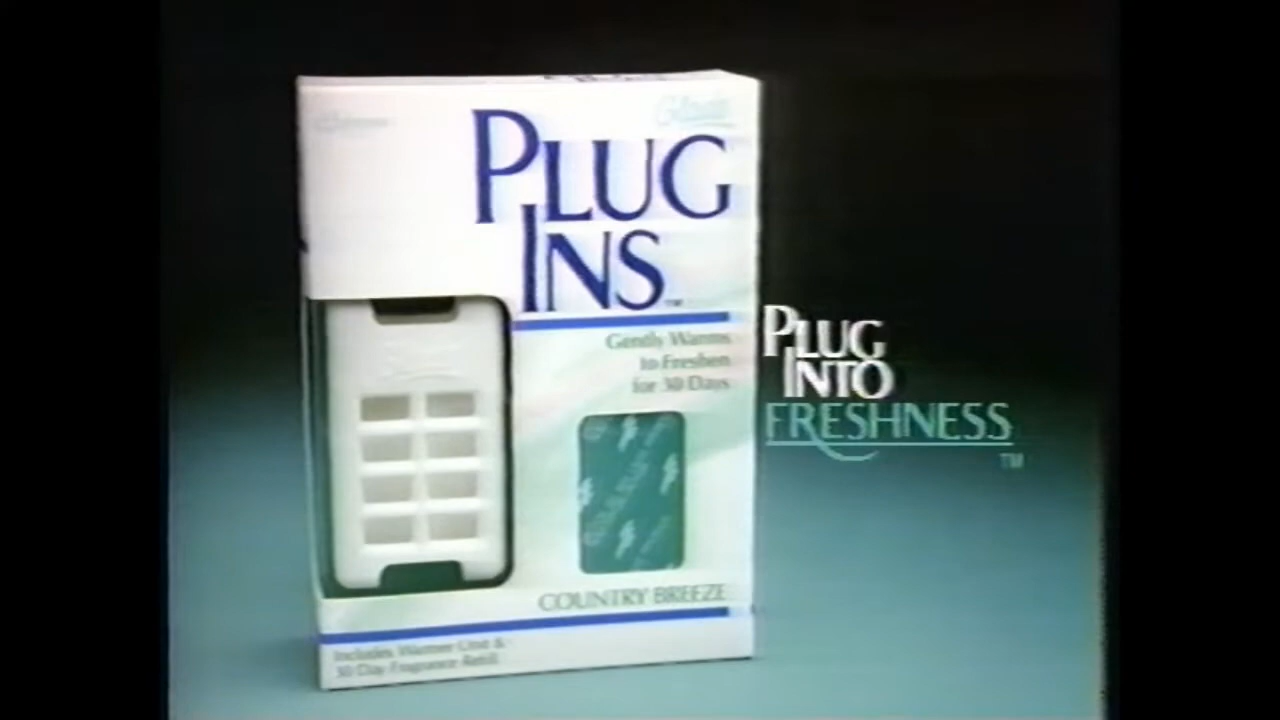 Glade
PLUG
INS
TM
Gently Warms
to Freshen
for 30 Days
COUNTRY BREEZE
Includes Warmer Unit &
30 Day Fragrance Refill
PLUG
INTO
FRESHNESS
TM